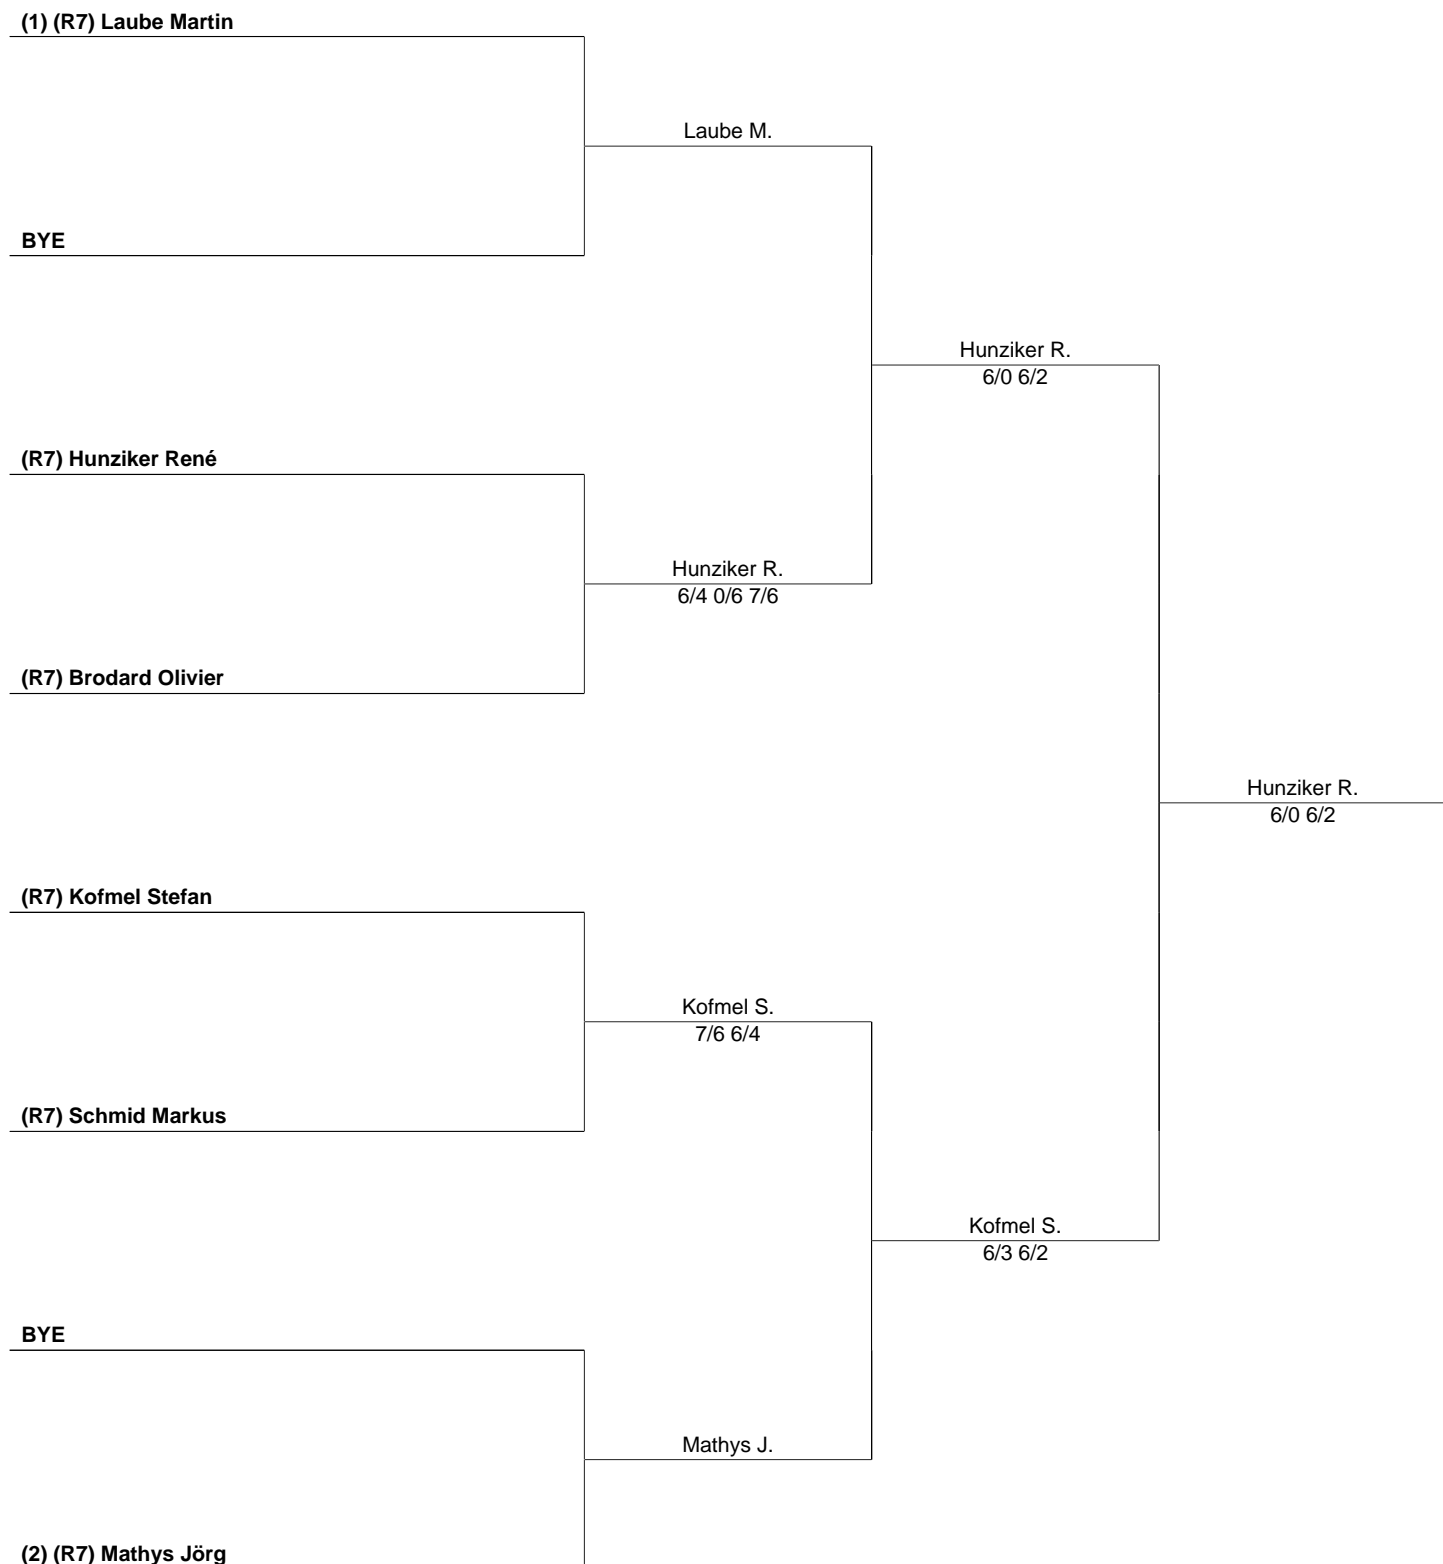 (1) (R7) Laube Martin
Laube M.
BYE
Hunziker R.
6/0 6/2
(R7) Hunziker René
Hunziker R.
6/4 0/6 7/6
(R7) Brodard Olivier
Hunziker R.
6/0 6/2
(R7) Kofmel Stefan
Kofmel S.
7/6 6/4
(R7) Schmid Markus
Kofmel S.
6/3 6/2
BYE
Mathys J.
(2) (R7) Mathys Jörg